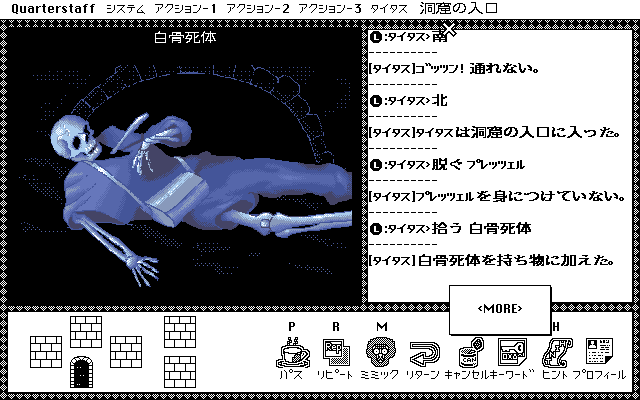 Quarterstaff システム アクション-1 アクション-2 アクション-3 タイタス 洞窟の入口
白骨死体
L:タイタス>南
----------
[タイタス]ゴッツン! 通れない。
----------
L:タイタス>北
----------
[タイタス]タイタスは洞窟の入口に入った。
----------
L:タイタス>脱ぐ プレッツェル
----------
[タイタス]プレッツェルを身につけていない。
----------
L:タイタス>拾う 白骨死体
----------
[タイタス]白骨死体を持ち物に加えた。
<MORE>
P R M H
パス リピート ミミック リターン キャンセル キーワード ヒント プロフィール